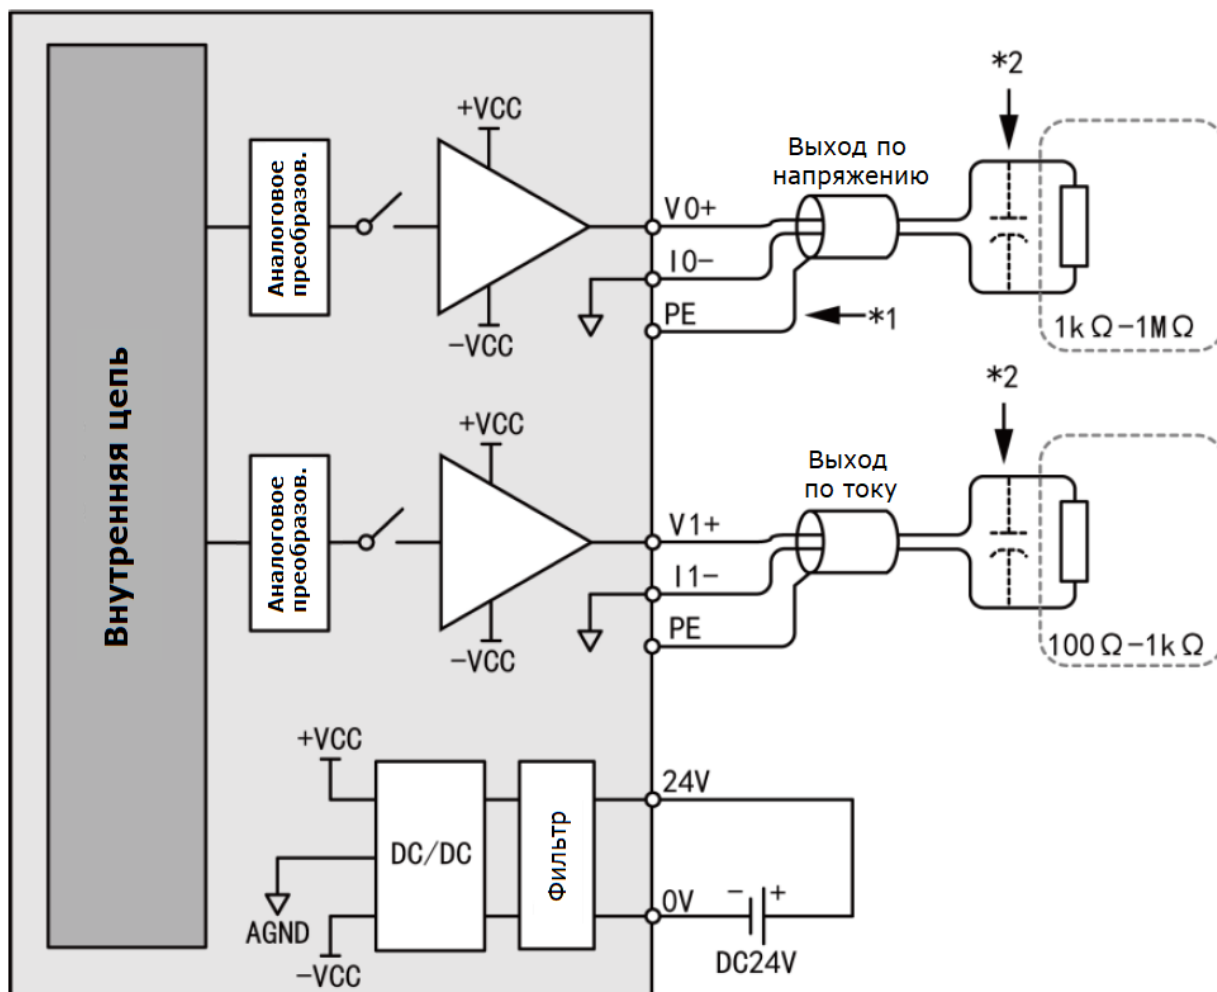 Внутренняя цепь
Аналоговое
преобразов.
+VCC
-VCC
V0+
I0-
PE
Выход по
напряжению
*1
*2
1kΩ-1MΩ
Аналоговое
преобразов.
+VCC
-VCC
V1+
I1-
PE
Выход
по току
*2
100Ω-1kΩ
+VCC
AGND
-VCC
DC/DC
Фильтр
24V
0V
- +
DC24V